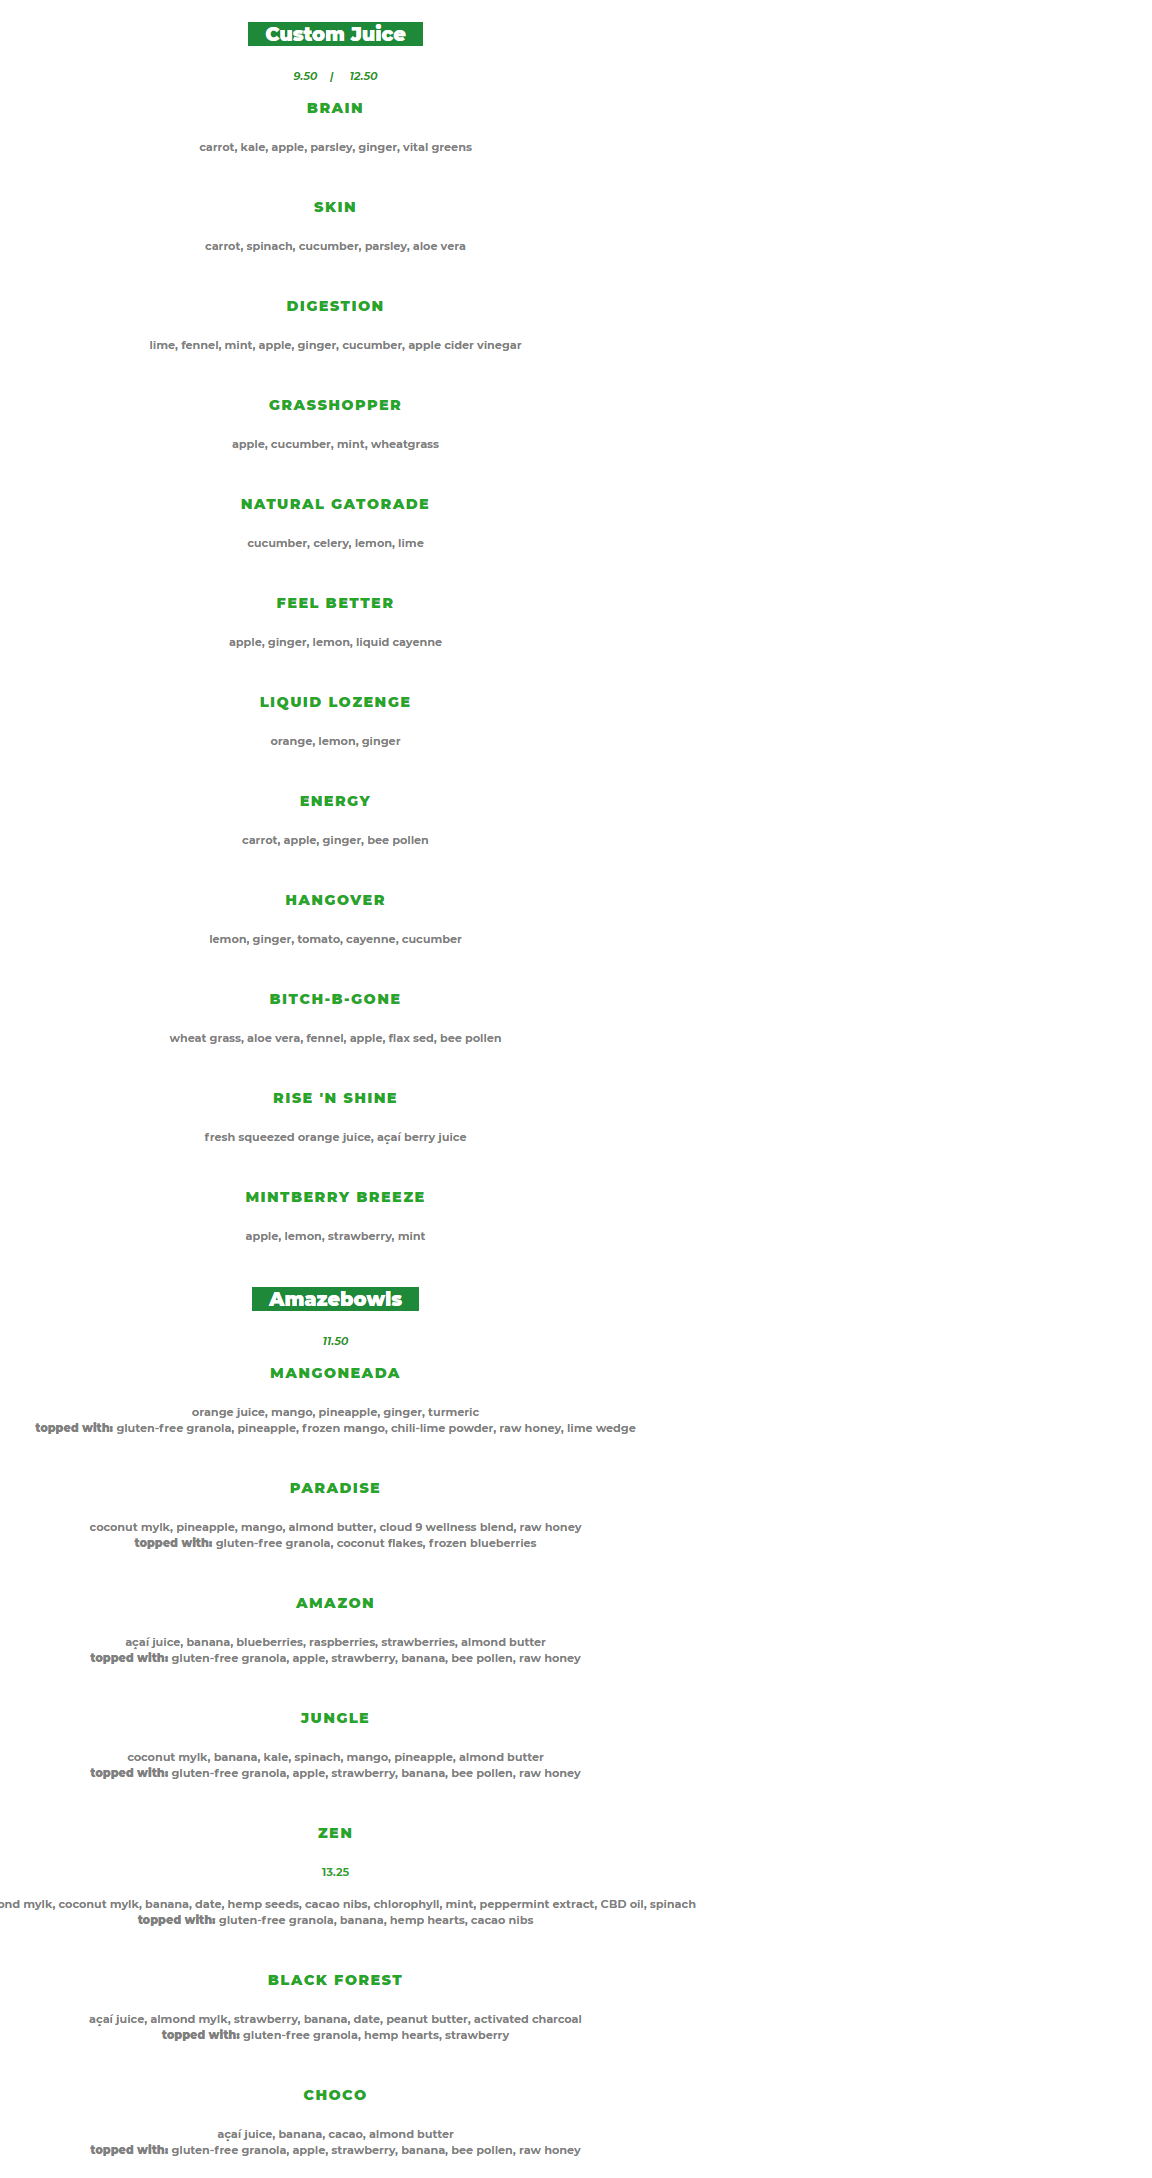 Custom Juice
9.50 | 12.50
BRAIN
carrot, kale, apple, parsley, ginger, vital greens
SKIN
carrot, spinach, cucumber, parsley, aloe vera
DIGESTION
lime, fennel, mint, apple, ginger, cucumber, apple cider vinegar
GRASSHOPPER
apple, cucumber, mint, wheatgrass
NATURAL GATORADE
cucumber, celery, lemon, lime
FEEL BETTER
apple, ginger, lemon, liquid cayenne
LIQUID LOZENGE
orange, lemon, ginger
ENERGY
carrot, apple, ginger, bee pollen
HANGOVER
lemon, ginger, tomato, cayenne, cucumber
BITCH-B-GONE
wheat grass, aloe vera, fennel, apple, flax sed, bee pollen
RISE 'N SHINE
fresh squeezed orange juice, açaí berry juice
MINTBERRY BREEZE
apple, lemon, strawberry, mint
Amazebowls
11.50
MANGONEADA
orange juice, mango, pineapple, ginger, turmeric
topped with: gluten-free granola, pineapple, frozen mango, chili-lime powder, raw honey, lime wedge
PARADISE
coconut mylk, pineapple, mango, almond butter, cloud 9 wellness blend, raw honey
topped with: gluten-free granola, coconut flakes, frozen blueberries
AMAZON
açaí juice, banana, blueberries, raspberries, strawberries, almond butter
topped with: gluten-free granola, apple, strawberry, banana, bee pollen, raw honey
JUNGLE
coconut mylk, banana, kale, spinach, mango, pineapple, almond butter
topped with: gluten-free granola, apple, strawberry, banana, bee pollen, raw honey
ZEN
13.25
ond mylk, coconut mylk, banana, date, hemp seeds, cacao nibs, chlorophyll, mint, peppermint extract, CBD oil, spinach
topped with: gluten-free granola, banana, hemp hearts, cacao nibs
BLACK FOREST
açaí juice, almond mylk, strawberry, banana, date, peanut butter, activated charcoal
topped with: gluten-free granola, hemp hearts, strawberry
CHOCO
açaí juice, banana, cacao, almond butter
topped with: gluten-free granola, apple, strawberry, banana, bee pollen, raw honey